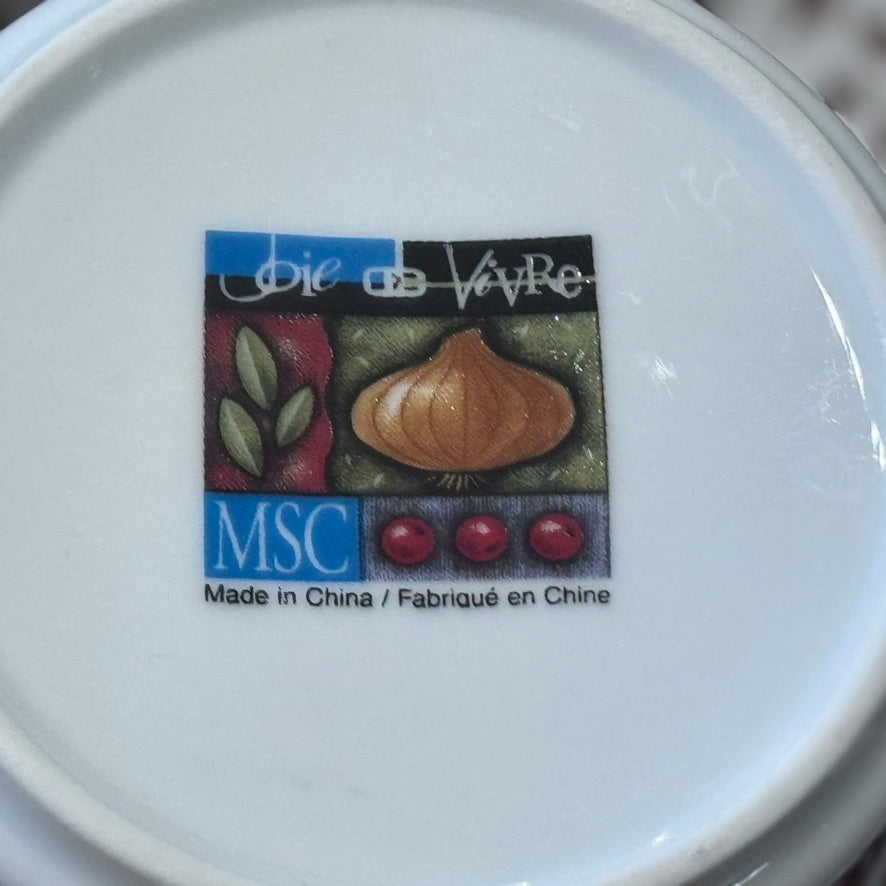 Joie de Vivre
MSC
Made in China / Fabriqué en Chine